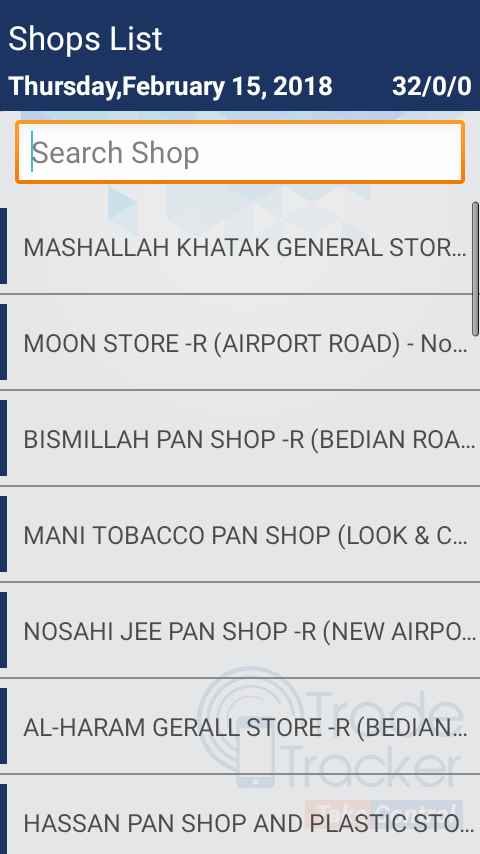 Shops List
Thursday,February 15, 2018 32/0/0
Search Shop
MASHALLAH KHATAK GENERAL STOR...
MOON STORE -R (AIRPORT ROAD) - No...
BISMILLAH PAN SHOP -R (BEDIAN ROA...
MANI TOBACCO PAN SHOP (LOOK & C...
NOSAHI JEE PAN SHOP -R (NEW AIRPO...
AL-HARAM GERALL STORE -R (BEDIAN...
Trade
Tracker
Take Control
HASSAN PAN SHOP AND PLASTIC STO...